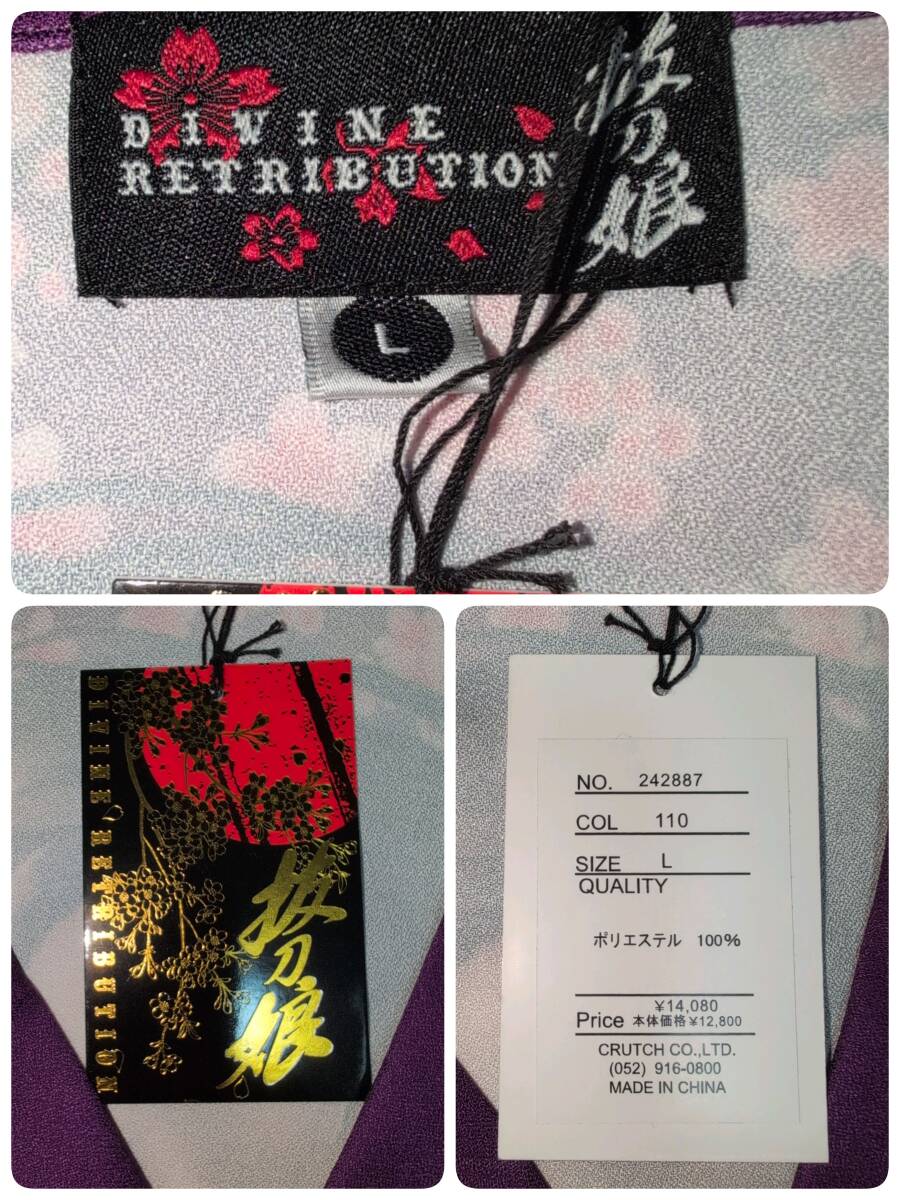 DIVINE
RETRIBUTION
抜刀娘
L
DIVINE RETRIBUTION
抜刀娘
NO. 242887
COL 110
SIZE L
QUALITY
ポリエステル 100%
¥14,080
Price 本体価格¥12,800
CRUTCH CO.,LTD.
(052) 916-0800
MADE IN CHINA